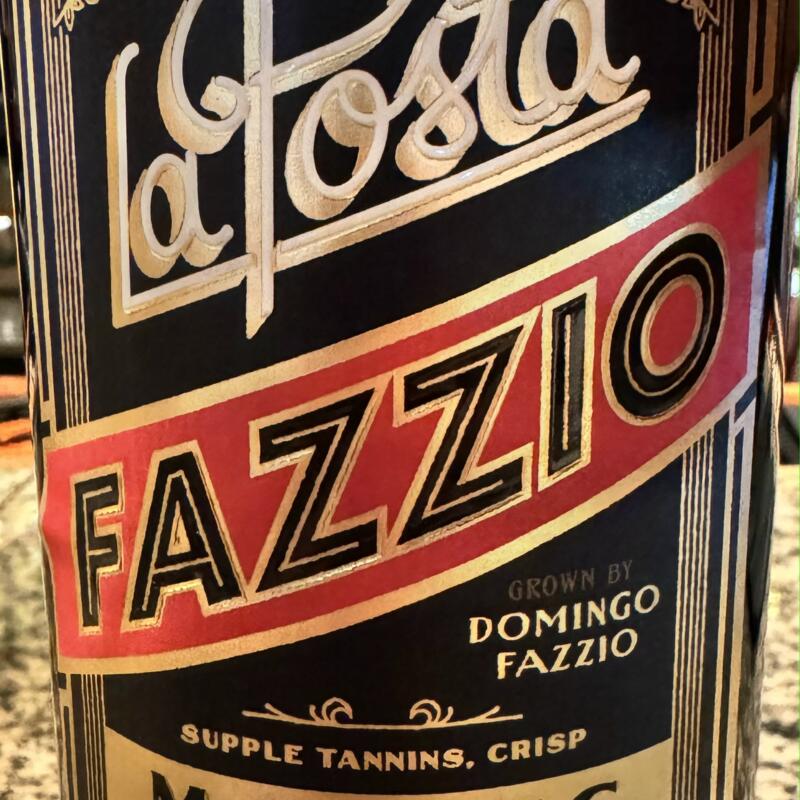 La Posta
FAZZIO
GROWN BY
DOMINGO
FAZZIO
SUPPLE TANNINS, CRISP